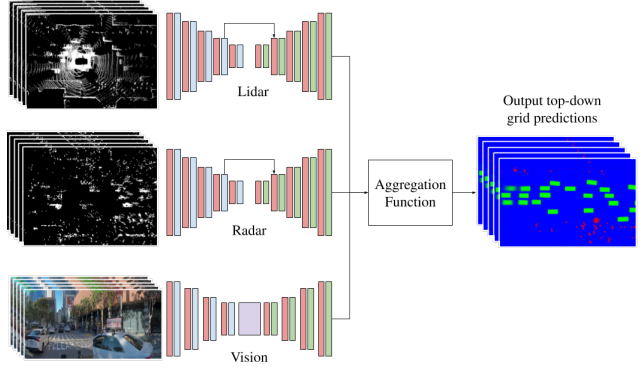 Lidar
Radar
Vision
Aggregation
Function
Output top-down
grid predictions